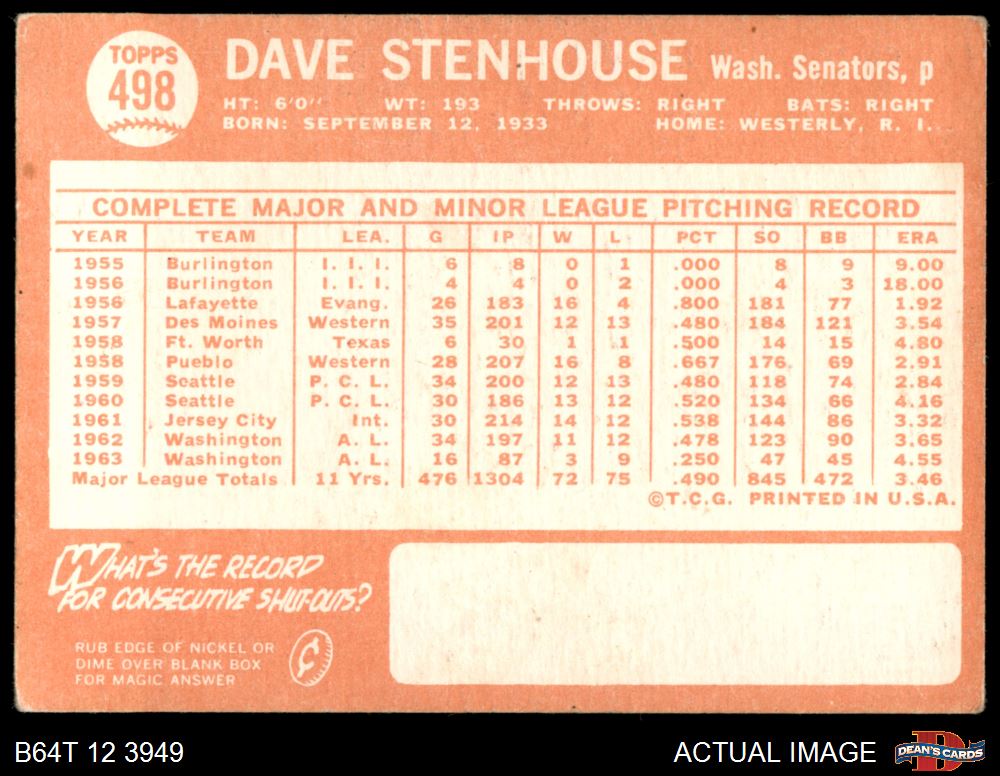 TOPPS
498
DAVE STENHOUSE Wash. Senators, p
HT: 6'0" WT: 193 THROWS: RIGHT BATS: RIGHT
BORN: SEPTEMBER 12, 1933 HOME: WESTERLY, R. I.
COMPLETE MAJOR AND MINOR LEAGUE PITCHING RECORD
YEAR TEAM LEA. G IP W L PCT SO BB ERA
1955 Burlington I. I. I. 6 8 0 1 .000 8 9 9.00
1956 Burlington I. I. I. 4 4 0 2 .000 4 3 18.00
1956 Lafayette Evang. 26 183 16 4 .800 181 77 1.92
1957 Des Moines Western 35 201 12 13 .480 184 121 3.54
1958 Ft. Worth Texas 6 30 1 1 .500 14 15 4.80
1958 Pueblo Western 28 207 16 8 .667 176 69 2.91
1959 Seattle P. C. L. 34 200 12 13 .480 118 74 2.84
1960 Seattle P. C. L. 30 186 13 12 .520 134 66 4.16
1961 Jersey City Int. 30 214 14 12 .538 144 86 3.32
1962 Washington A. L. 34 197 11 12 .478 123 90 3.65
1963 Washington A. L. 16 87 3 9 .250 47 45 4.55
Major League Totals 11 Yrs. 476 1304 72 75 .490 845 472 3.46
©T.C.G. PRINTED IN U.S.A.
WHAT'S THE RECORD
FOR CONSECUTIVE SHUT-OUTS?
RUB EDGE OF NICKEL OR
DIME OVER BLANK BOX
FOR MAGIC ANSWER
¢
B64T 12 3949 ACTUAL IMAGE DEAN'S CARDS